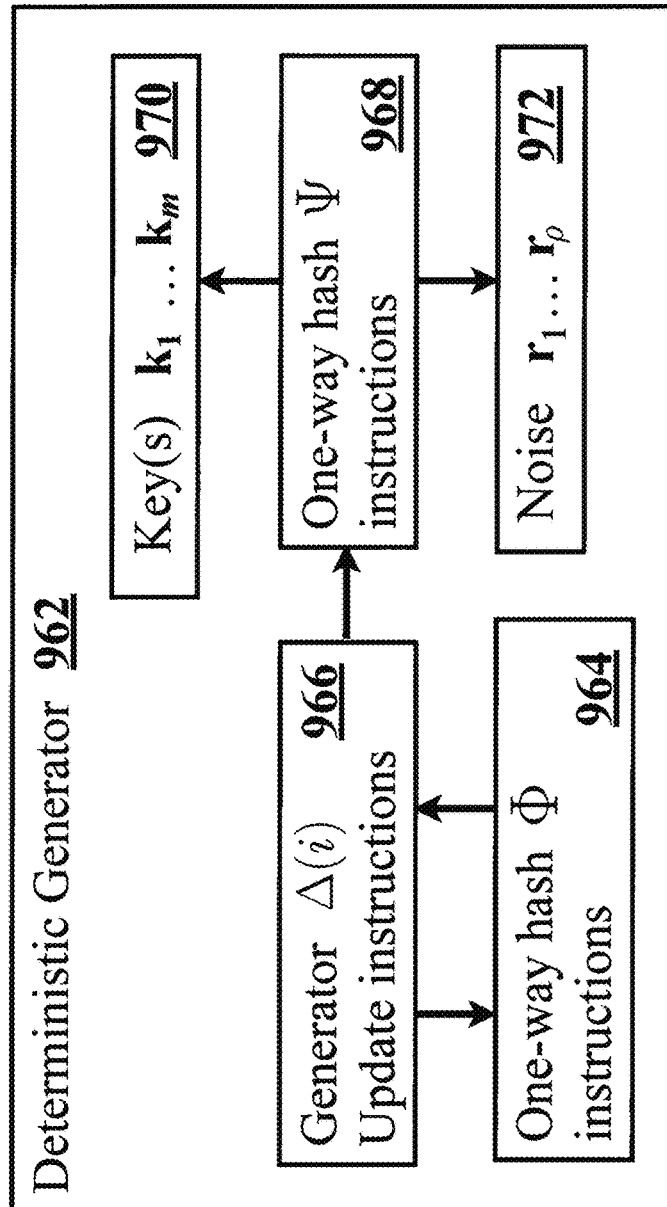 Deterministic Generator 962
Key(s) k₁ … kₘ 970
Generator Δ(i) 966
Update instructions
One-way hash Ψ
instructions 968
One-way hash Φ
instructions 964
Noise r₁ … rᵨ 972